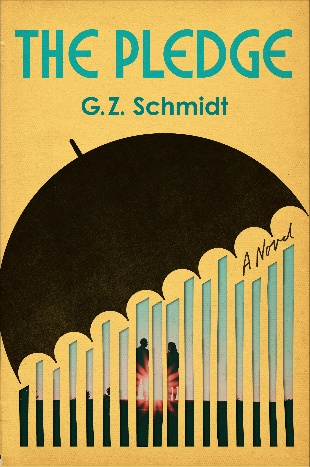 THE PLEDGE
G.Z. Schmidt
A Novel